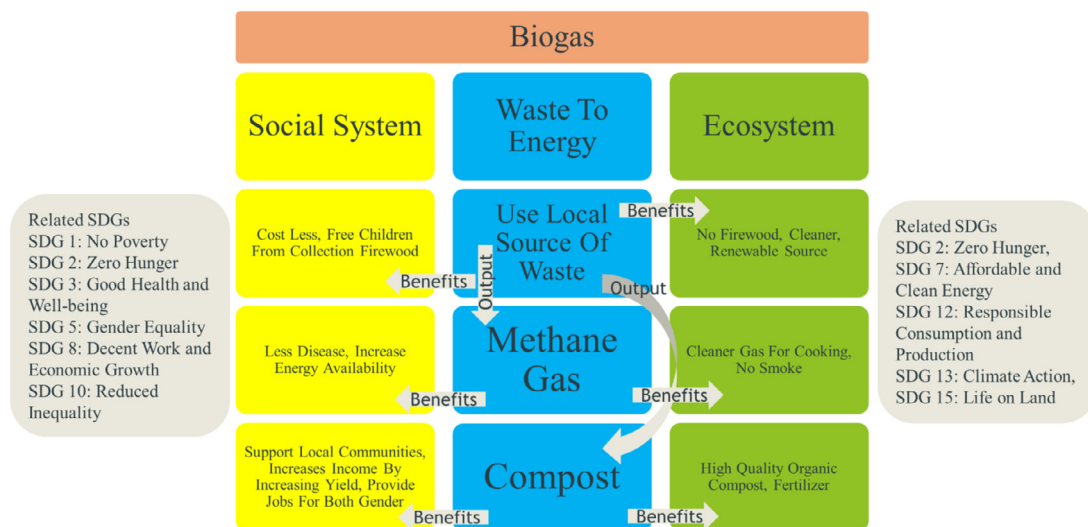 Biogas
Social System
Waste To
Energy
Ecosystem
Related SDGs
SDG 1: No Poverty
SDG 2: Zero Hunger
SDG 3: Good Health and
Well-being
SDG 5: Gender Equality
SDG 8: Decent Work and
Economic Growth
SDG 10: Reduced
Inequality
Cost Less, Free Children
From Collection Firewood
Benefits
Use Local
Source Of
Waste
Benefits
No Firewood, Cleaner,
Renewable Source
Output
Output
Less Disease, Increase
Energy Availability
Benefits
Methane
Gas
Benefits
Cleaner Gas For Cooking,
No Smoke
Support Local Communities,
Increases Income By
Increasing Yield, Provide
Jobs For Both Gender
Benefits
Compost
Benefits
High Quality Organic
Compost, Fertilizer
Related SDGs
SDG 2: Zero Hunger,
SDG 7: Affordable and
Clean Energy
SDG 12: Responsible
Consumption and
Production
SDG 13: Climate Action,
SDG 15: Life on Land